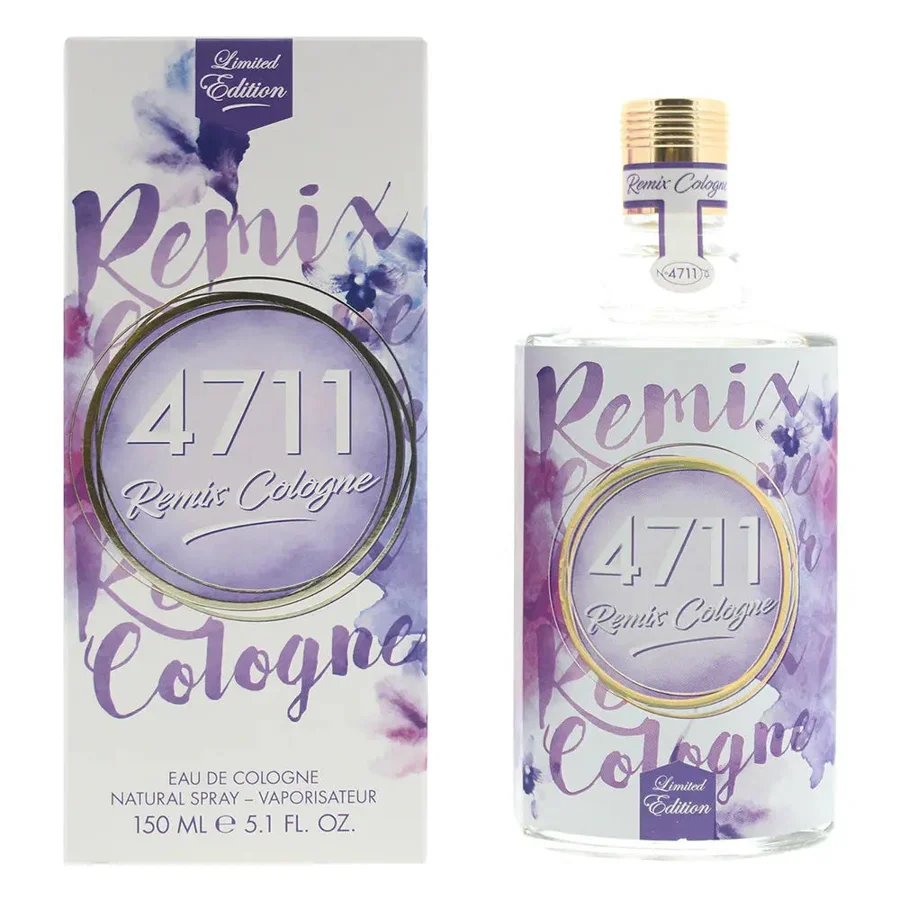 Limited
Edition
Remix
4711
Remix Cologne
Cologne
EAU DE COLOGNE
NATURAL SPRAY – VAPORISATEUR
150 ML ℮ 5.1 FL. OZ.
Remix Cologne
Nº 4711
Remix
4711
Remix Cologne
Cologne
Limited
Edition